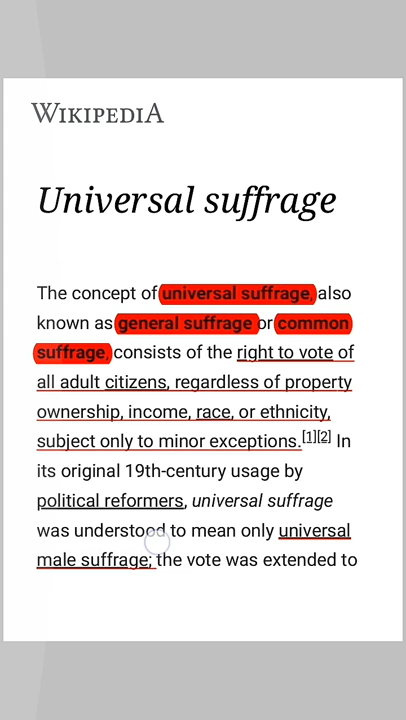 WIKIPEDIA
Universal suffrage
The concept of universal suffrage, also
known as general suffrage or common
suffrage, consists of the right to vote of
all adult citizens, regardless of property
ownership, income, race, or ethnicity,
subject only to minor exceptions.[1][2] In
its original 19th-century usage by
political reformers, universal suffrage
was understood to mean only universal
male suffrage; the vote was extended to